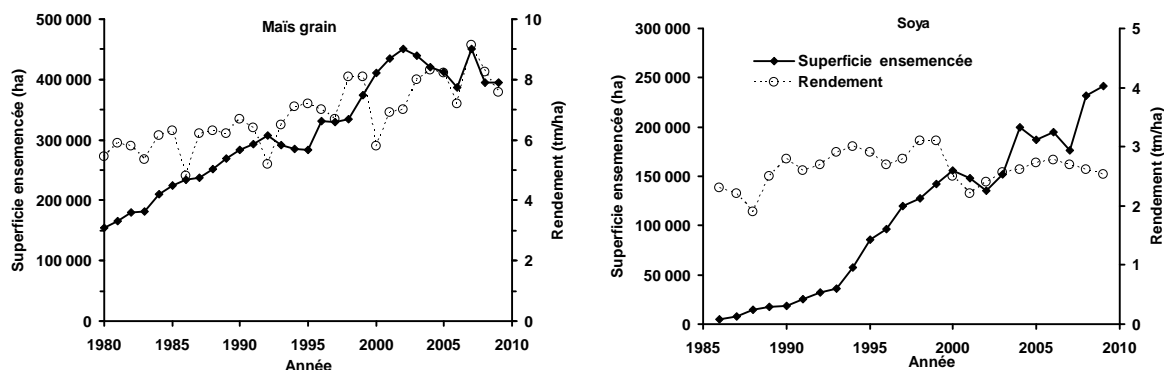 Maïs grain
Superficie ensemencée (ha)
500 000
400 000
300 000
200 000
100 000
0
10
8
6
4
2
0
Rendement (tm/ha)
1980 1985 1990 1995 2000 2005 2010
Année
Soya
Superficie ensemencée
Rendement
Superficie ensemencée (ha)
300 000
250 000
200 000
150 000
100 000
50 000
0
5
4
3
2
1
0
Rendement (tm/ha)
1985 1990 1995 2000 2005 2010
Année